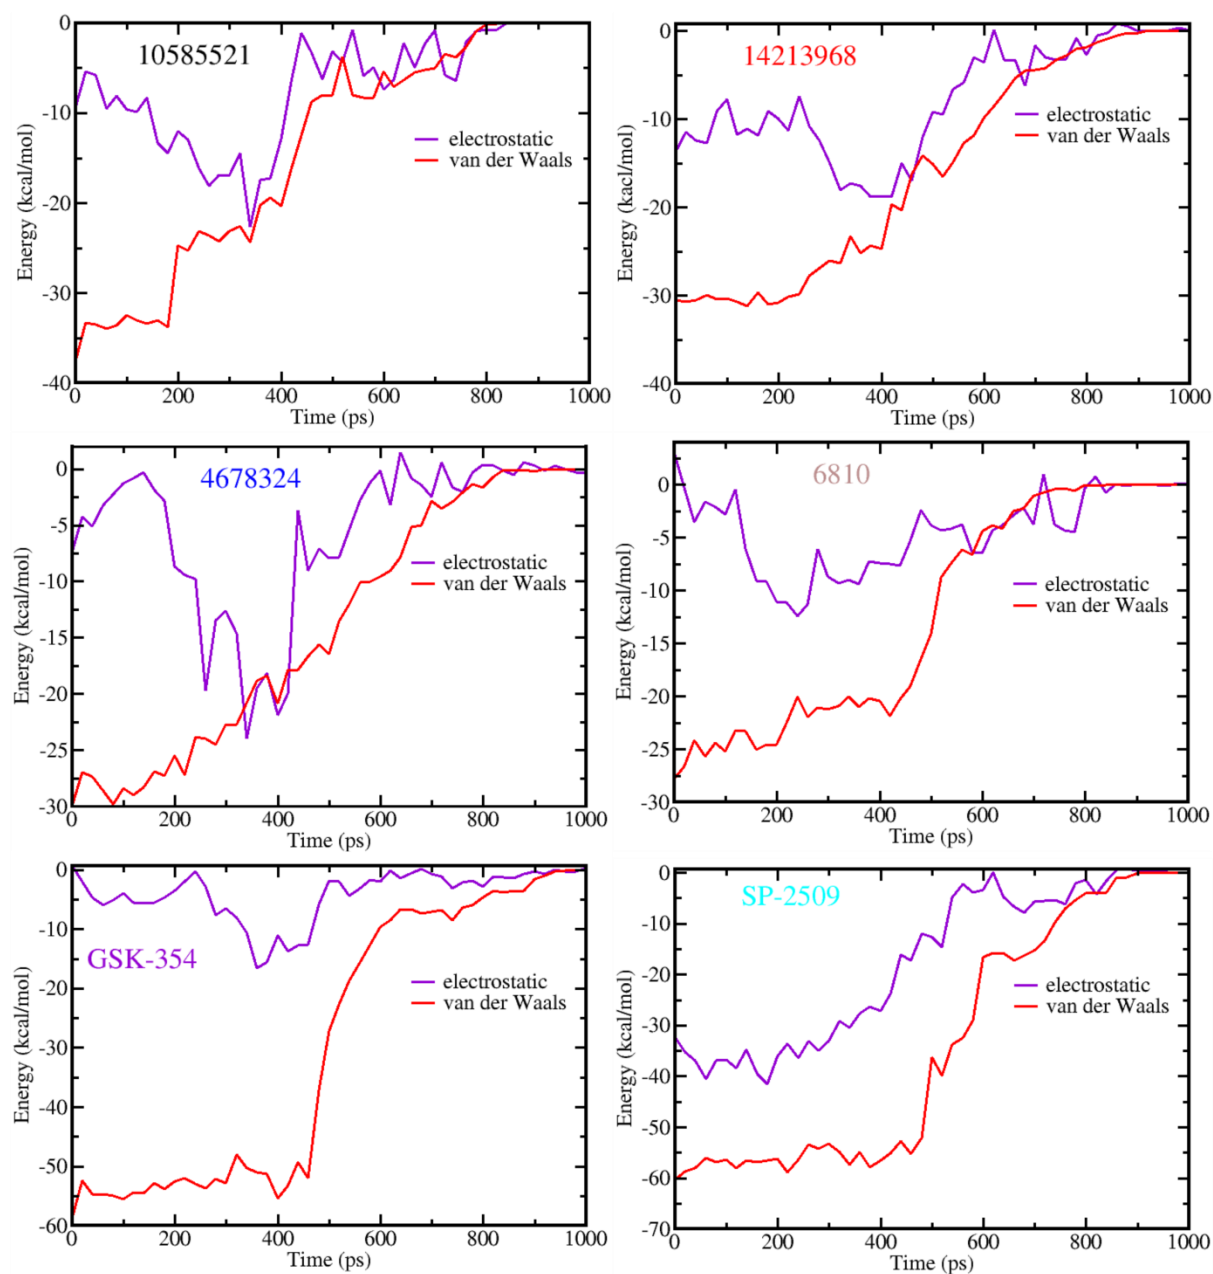 10585521
electrostatic
van der Waals
Energy (kcal/mol)
0
-10
-20
-30
-40
0 200 400 600 800 1000
Time (ps)
14213968
electrostatic
van der Waals
Energy (kacl/mol)
0
-10
-20
-30
-40
0 200 400 600 800 1000
Time (ps)
4678324
electrostatic
van der Waals
Energy (kcal/mol)
0
-5
-10
-15
-20
-25
-30
0 200 400 600 800 1000
Time (ps)
6810
electrostatic
van der Waals
Energy (kcal/mol)
0
-5
-10
-15
-20
-25
-30
0 200 400 600 800 1000
Time (ps)
GSK-354
electrostatic
van der Waals
Energy (kcal/mol)
0
-10
-20
-30
-40
-50
-60
0 200 400 600 800 1000
Time (ps)
SP-2509
electrostatic
van der Waals
Energy (kcal/mol)
0
-10
-20
-30
-40
-50
-60
-70
0 200 400 600 800 1000
Time (ps)